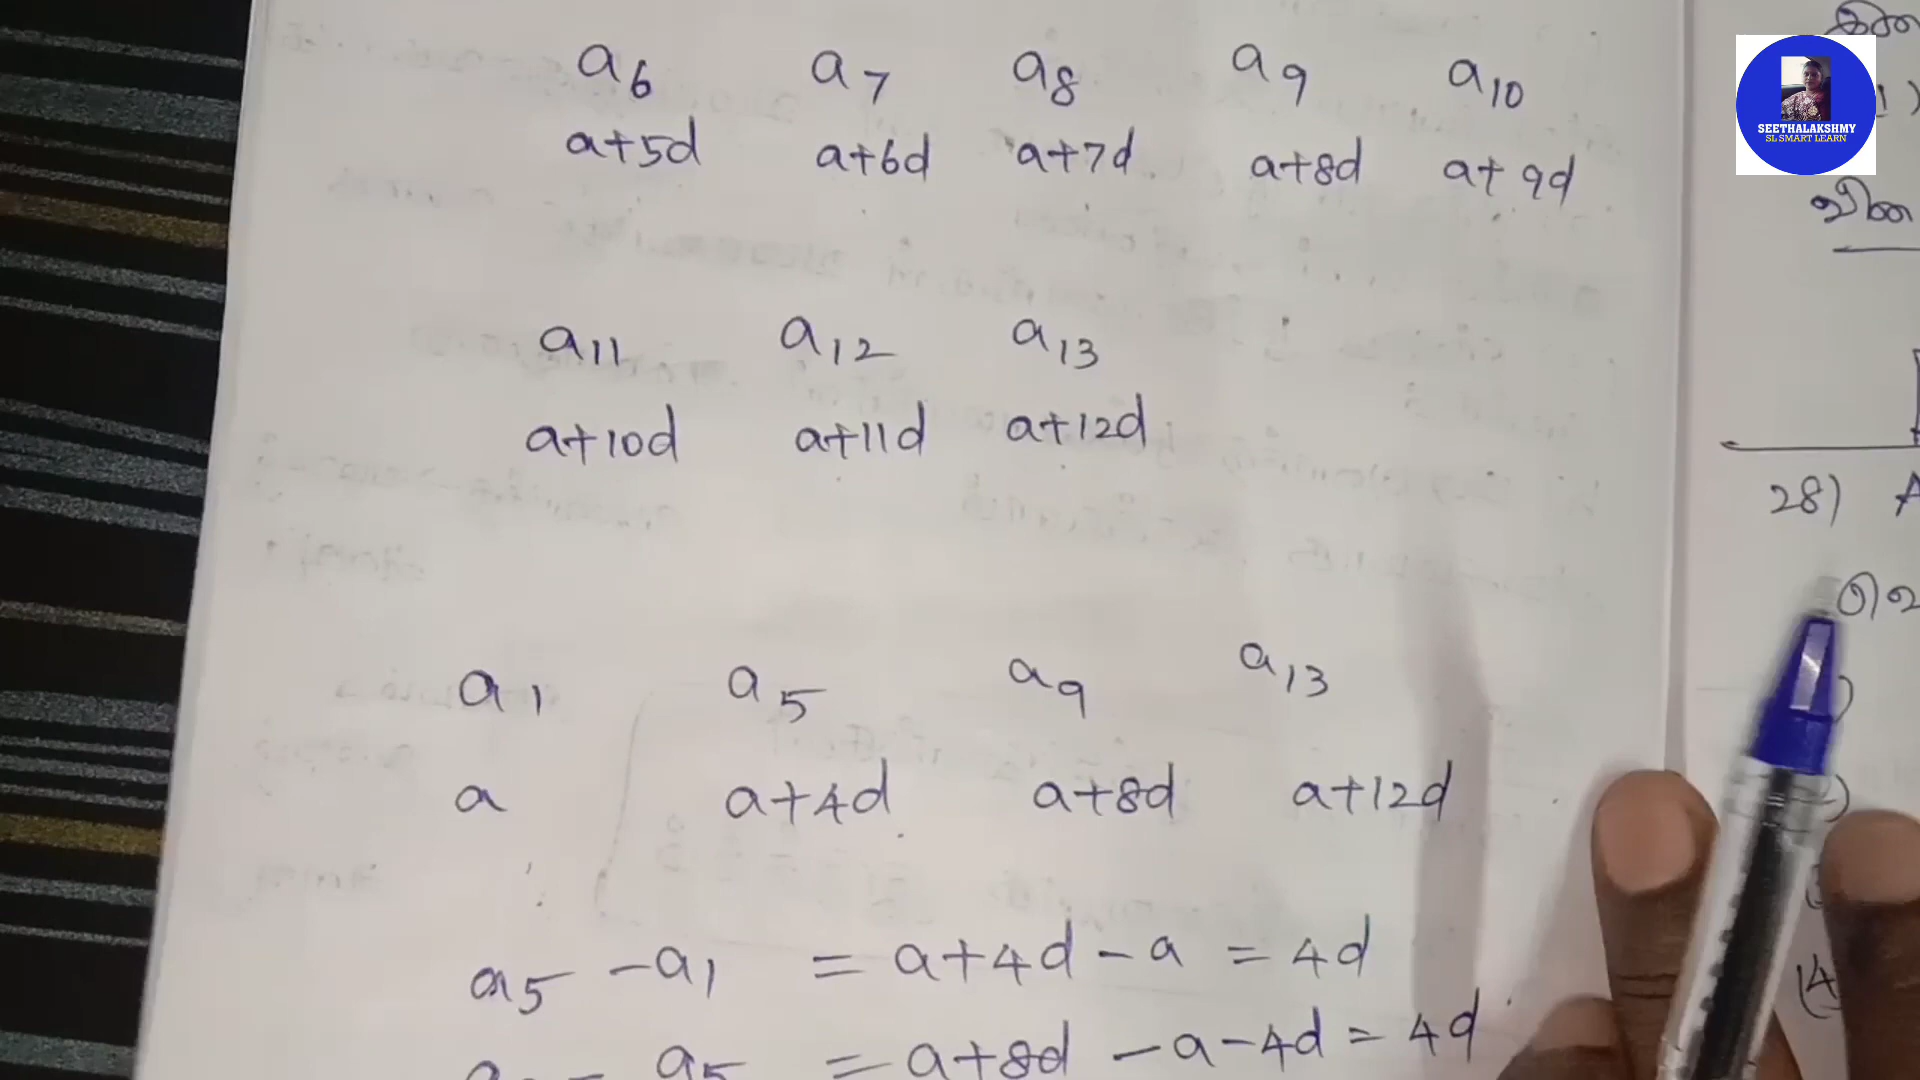 a₆ a₇ a₈ a₉ a₁₀
a+5d a+6d a+7d a+8d a+9d
a₁₁ a₁₂ a₁₃
a+10d a+11d a+12d
a₁ a₅ a₉ a₁₃
a a+4d a+8d a+12d
a₅ - a₁ = a+4d - a = 4d
- a₅ = a+8d - a - 4d = 4d
28) A
(4
SEETHALAKSHMY
SL SMART LEARN